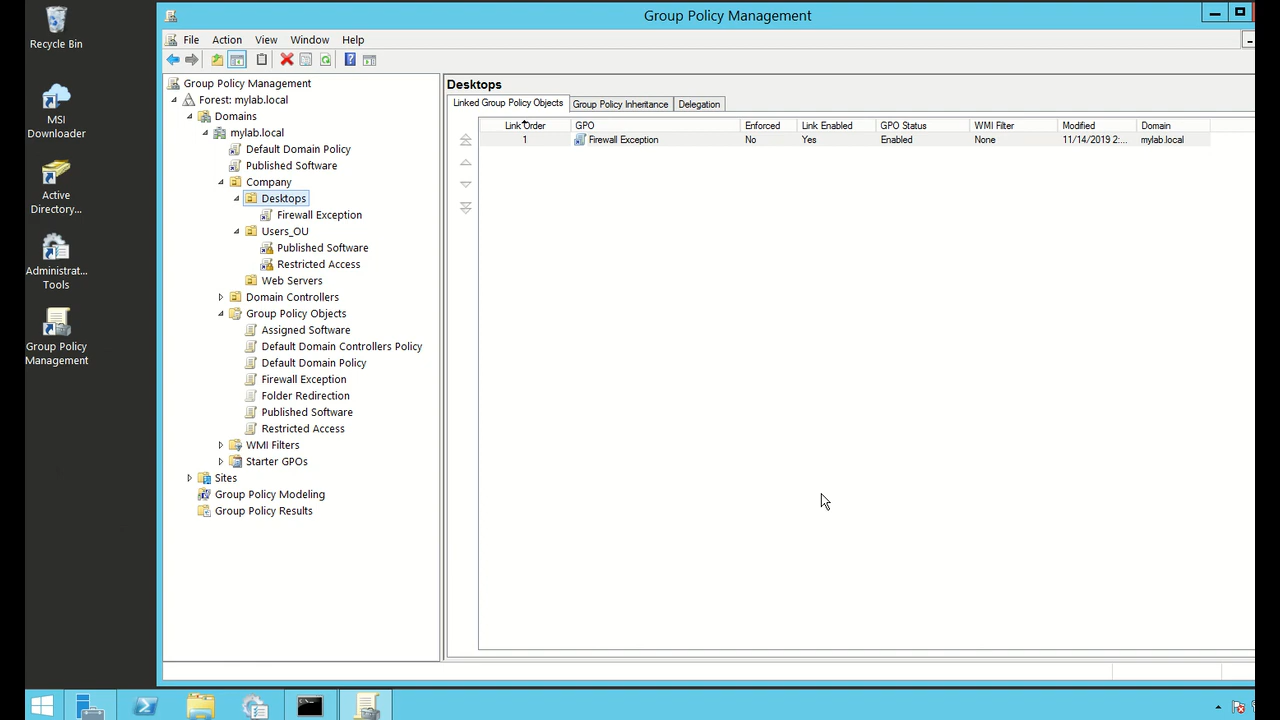 Recycle Bin
MSI
Downloader
Active
Directory...
Administrat...
Tools
Group Policy
Management
Group Policy Management
File Action View Window Help
Group Policy Management
Forest: mylab.local
Domains
mylab.local
Default Domain Policy
Published Software
Company
Desktops
Firewall Exception
Users_OU
Published Software
Restricted Access
Web Servers
Domain Controllers
Group Policy Objects
Assigned Software
Default Domain Controllers Policy
Default Domain Policy
Firewall Exception
Folder Redirection
Published Software
Restricted Access
WMI Filters
Starter GPOs
Sites
Group Policy Modeling
Group Policy Results
Desktops
Linked Group Policy Objects Group Policy Inheritance Delegation
Link Order GPO Enforced Link Enabled GPO Status WMI Filter Modified Domain
1 Firewall Exception No Yes Enabled None 11/14/2019 2:... mylab.local